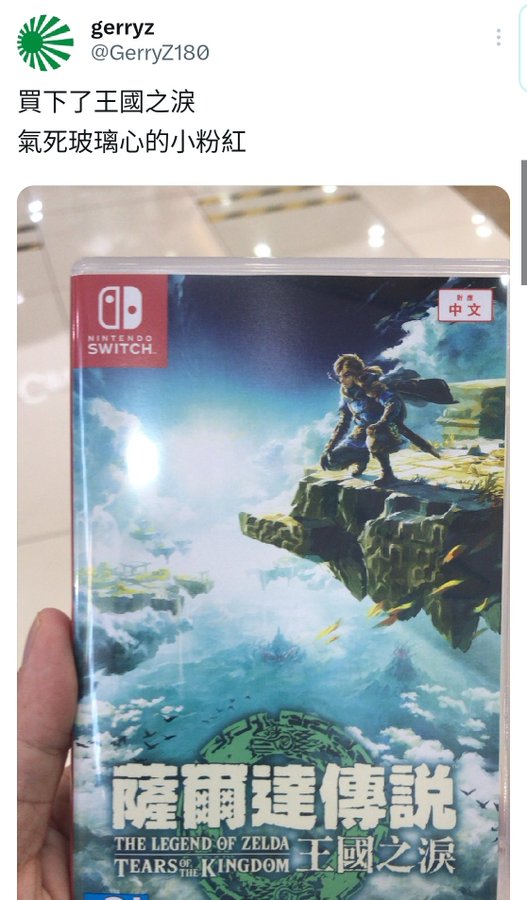 gerryz
@GerryZ180
買下了王國之淚
氣死玻璃心的小粉紅
NINTENDO
SWITCH
對應
中文
薩爾達傳説
THE LEGEND OF ZELDA
TEARS OF THE KINGDOM
王國之淚